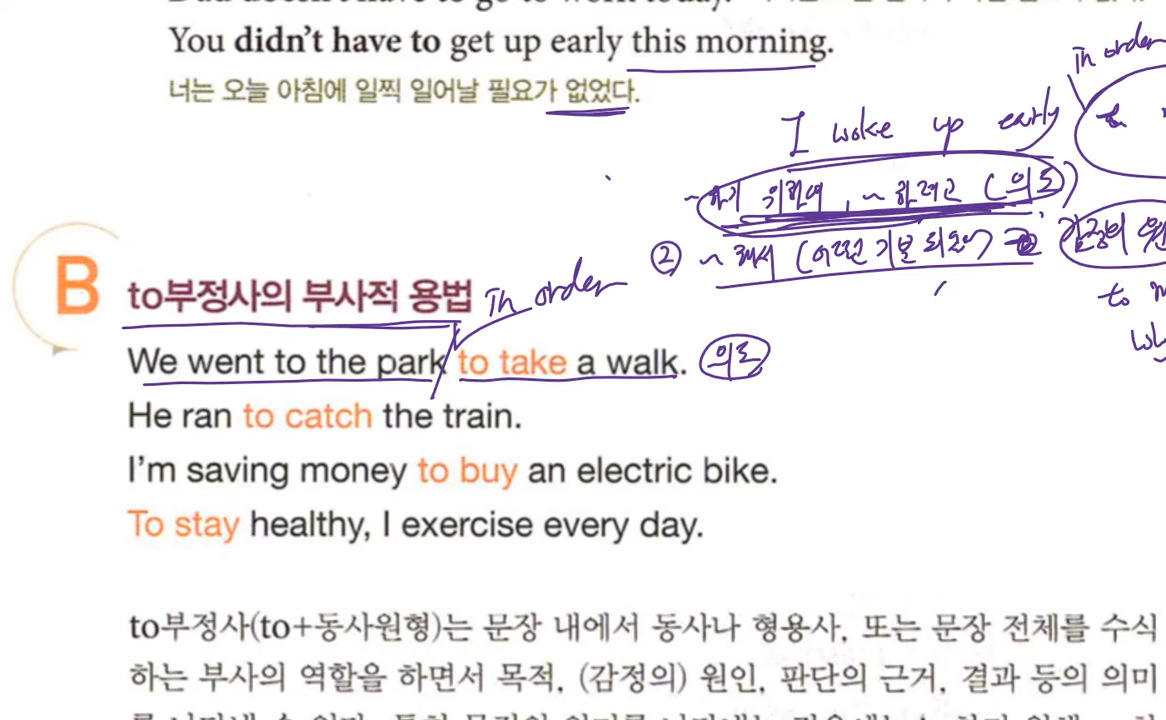 You didn't have to get up early this morning.
너는 오늘 아침에 일찍 일어날 필요가 없었다.
In order
I woke up early
~하기 위하여, ~하려고 (의도)
② ~해서 (어떤 기분 되었)
감정의
to
B to부정사의 부사적 용법 In order
We went to the park to take a walk. 의도
He ran to catch the train.
I'm saving money to buy an electric bike.
To stay healthy, I exercise every day.
to부정사(to+동사원형)는 문장 내에서 동사나 형용사, 또는 문장 전체를 수식
하는 부사의 역할을 하면서 목적, (감정의) 원인, 판단의 근거, 결과 등의 의미